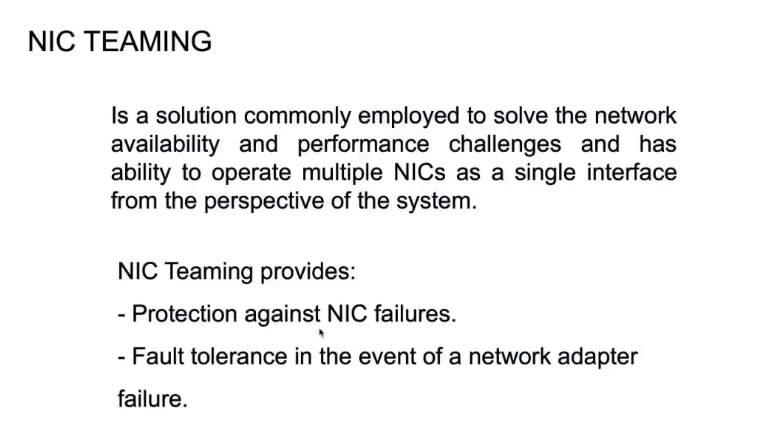 NIC TEAMING
Is a solution commonly employed to solve the network
availability and performance challenges and has
ability to operate multiple NICs as a single interface
from the perspective of the system.
NIC Teaming provides:
- Protection against NIC failures.
- Fault tolerance in the event of a network adapter
failure.